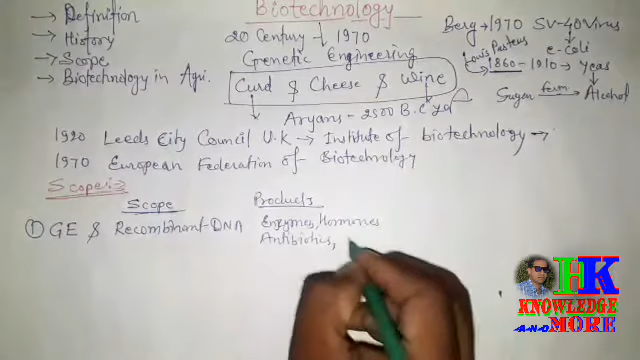 Biotechnology
→ Definition
→ History
→ Scope
→ Biotechnology in Agri.
20 Century → 1970
Genetic Engineering
Curd & Cheese & Wine
Aryans = 2500 B.C
Berg → 1970 SV-40 Virus
e-Coli
Louis Pasteus
1860-1910 →
Sugar Ferm Alcohol
1920 Leeds City Council U.K → Institute of biotechnology →
1970 European Federation of Biotechnology
Scope:
Scope Products
① GE & Recombinant-DNA Enzymes, Hormones
Antibiotics,
HK
KNOWLEDGE
AND MORE